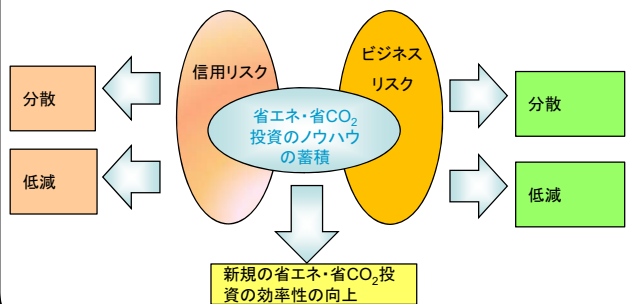 信用リスク
ビジネス
リスク
分散
分散
省エネ・省CO₂
投資のノウハウ
の蓄積
低減
低減
新規の省エネ・省CO₂投
資の効率性の向上